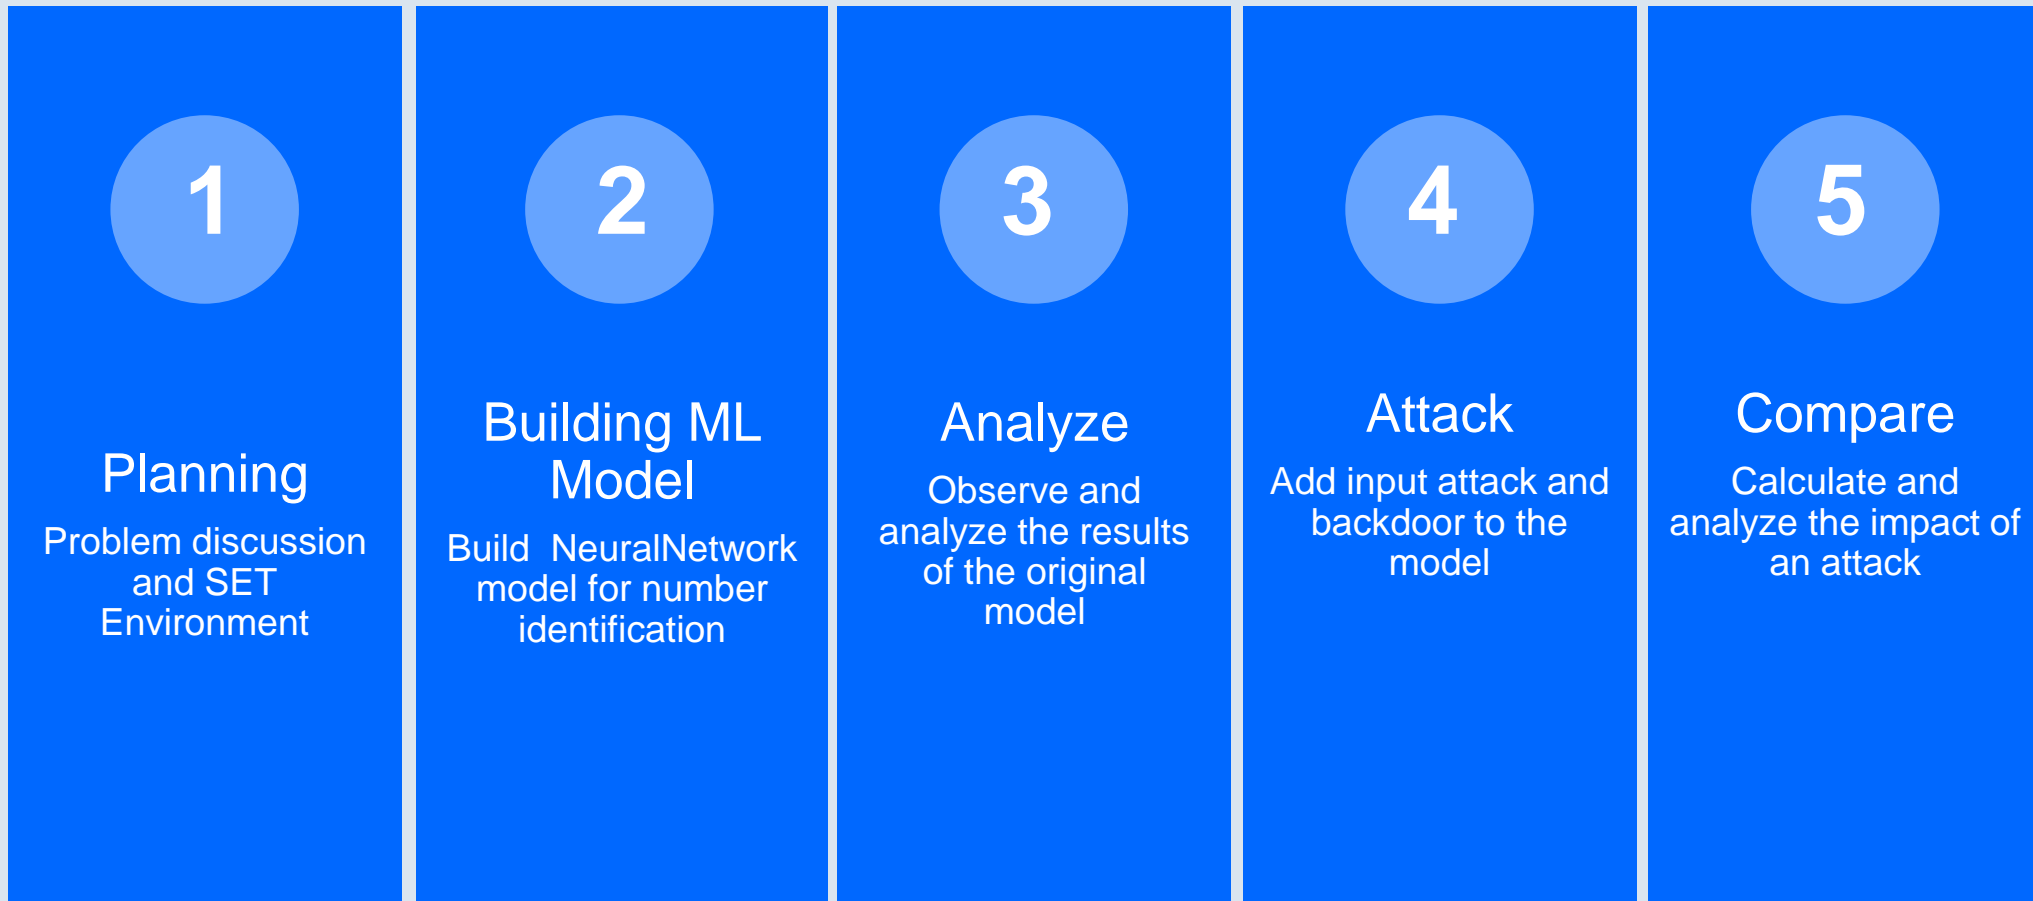 1
Planning
Problem discussion
and SET
Environment
2
Building ML
Model
Build  NeuralNetwork
model for number
identification
3
Analyze
Observe and
analyze the results
of the original
model
4
Attack
Add input attack and
backdoor to the
model
5
Compare
Calculate and
analyze the impact of
an attack